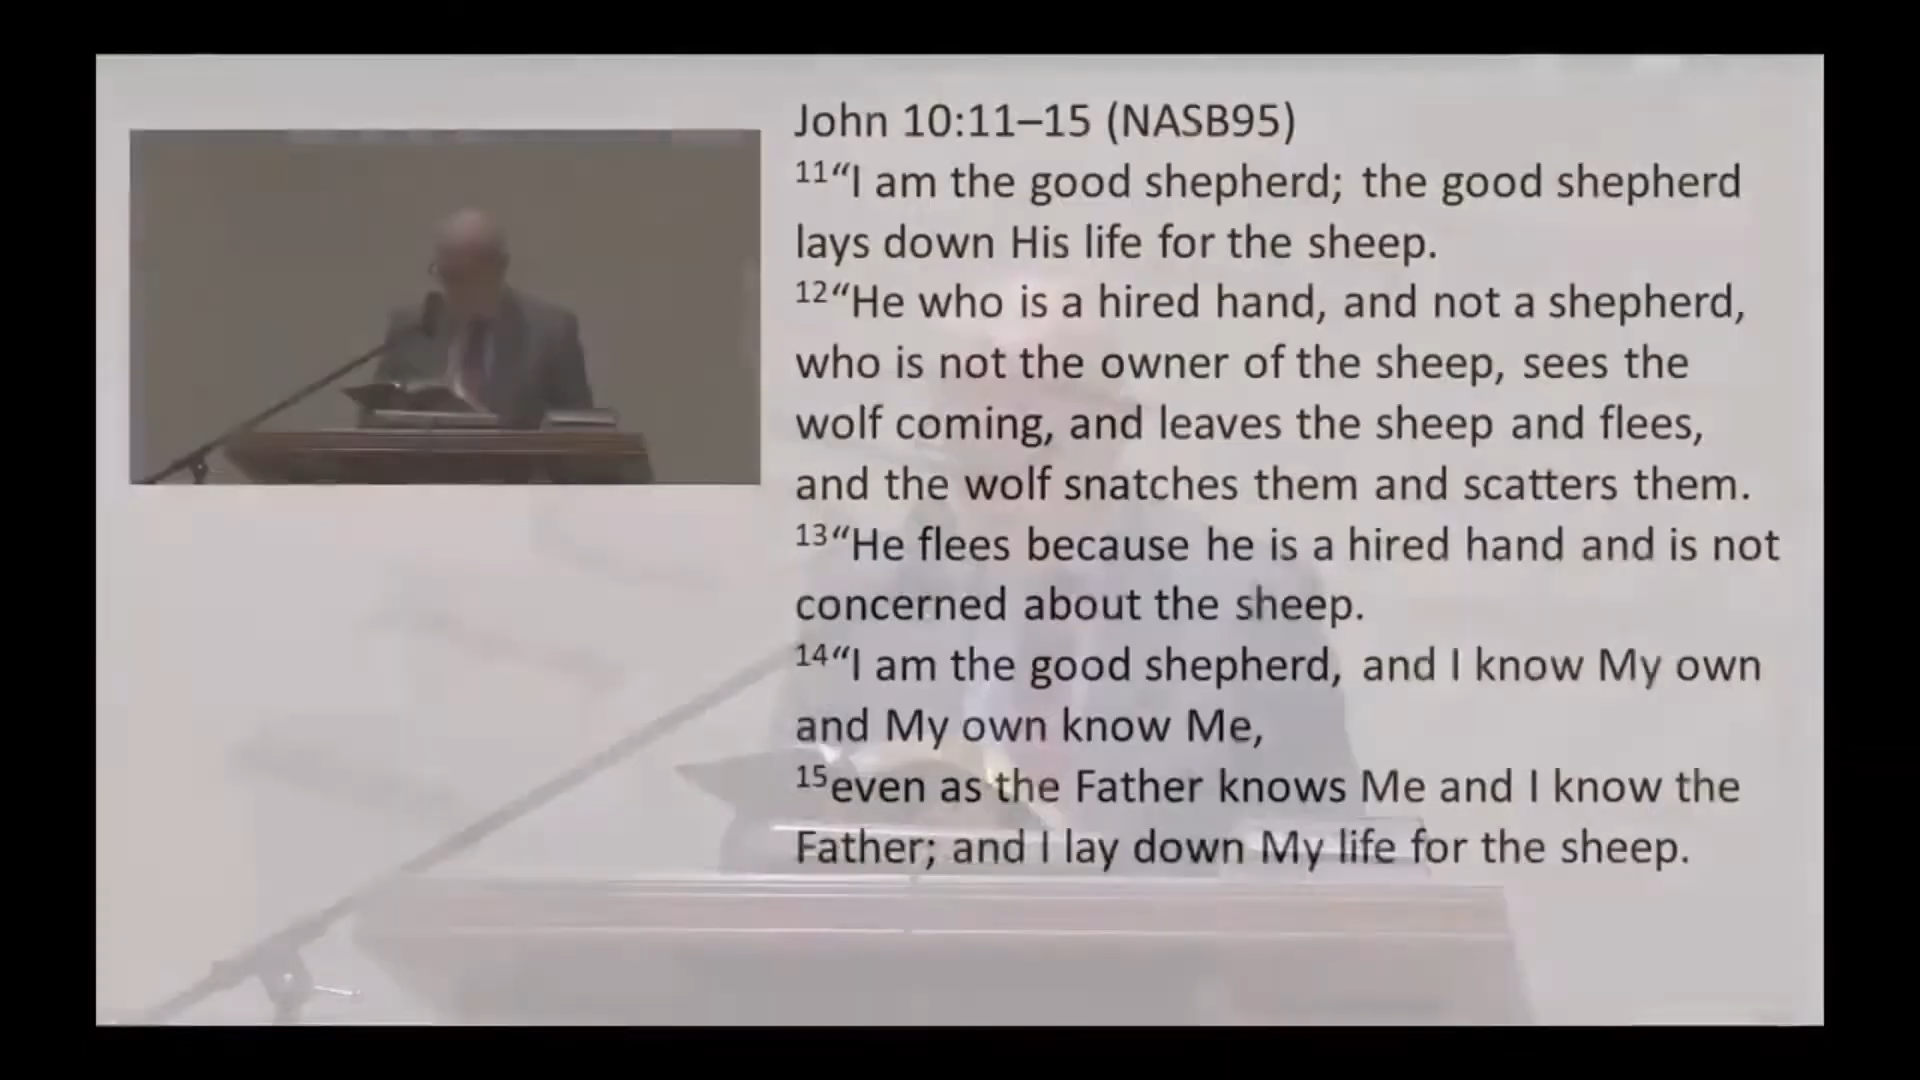 John 10:11–15 (NASB95)
11“I am the good shepherd; the good shepherd
lays down His life for the sheep.
12“He who is a hired hand, and not a shepherd,
who is not the owner of the sheep, sees the
wolf coming, and leaves the sheep and flees,
and the wolf snatches them and scatters them.
13“He flees because he is a hired hand and is not
concerned about the sheep.
14“I am the good shepherd, and I know My own
and My own know Me,
15even as the Father knows Me and I know the
Father; and I lay down My life for the sheep.